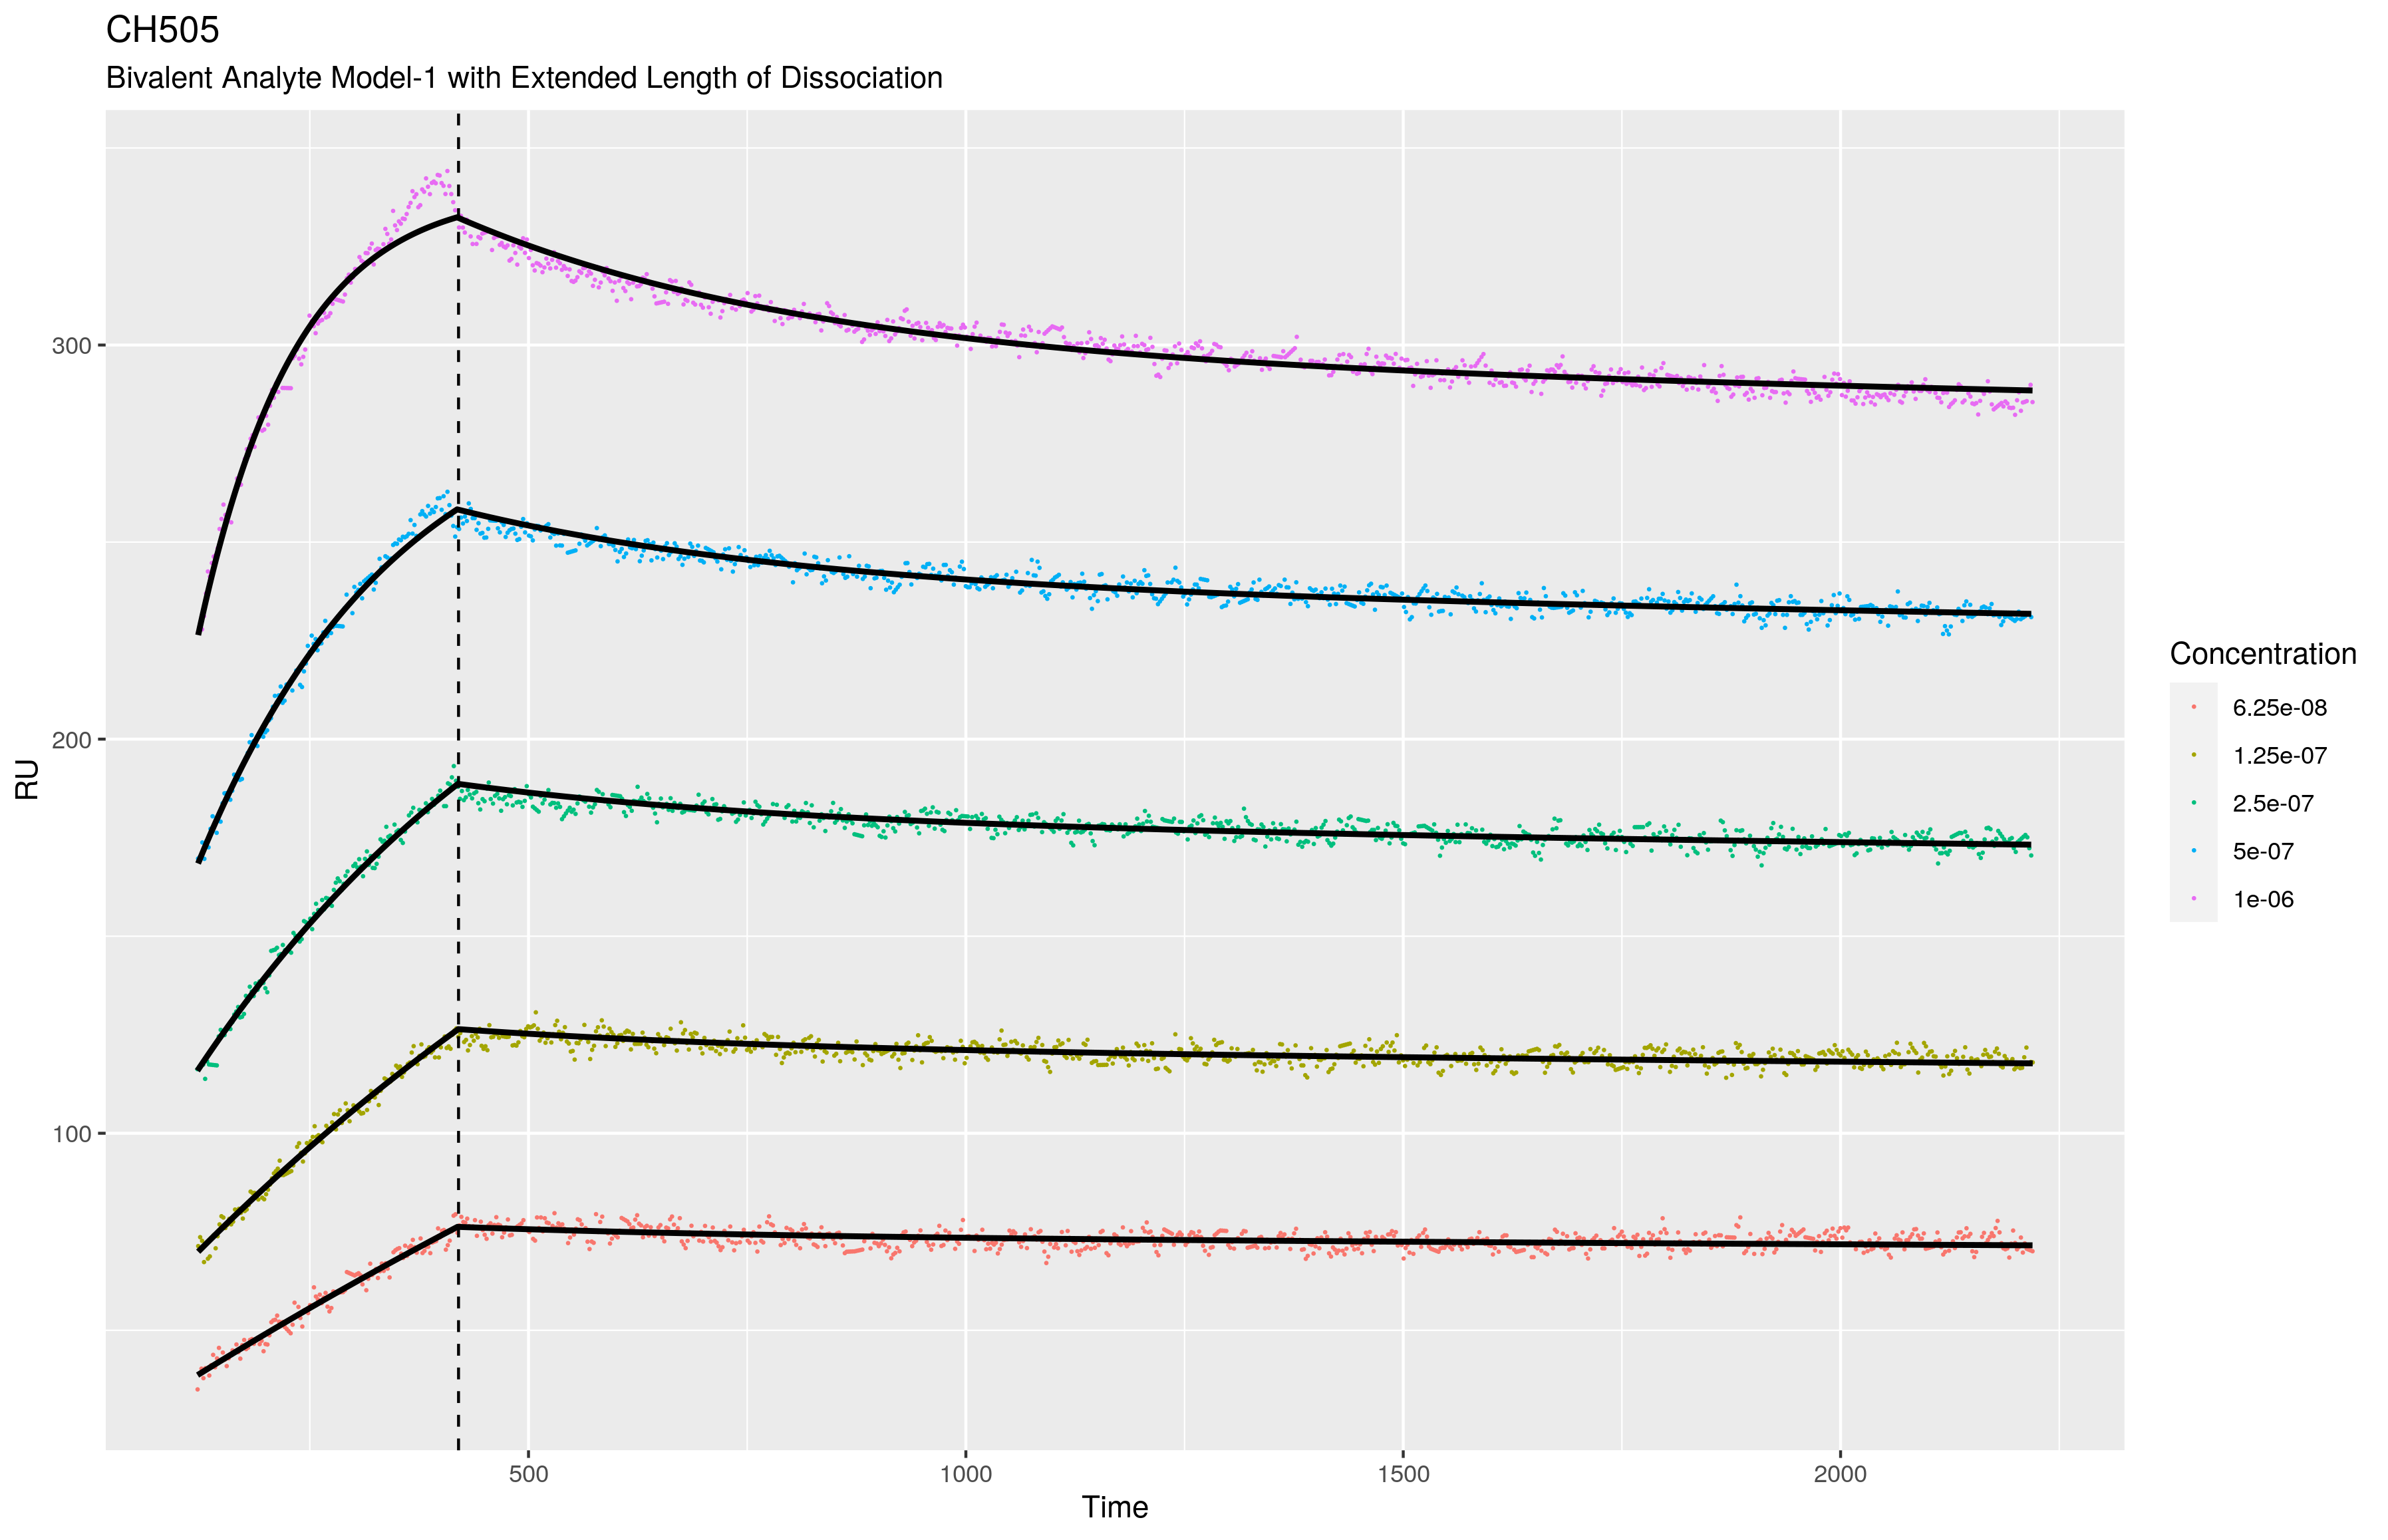 CH505
Bivalent Analyte Model-1 with Extended Length of Dissociation
RU
300
200
100
500 1000 1500 2000
Time
Concentration
6.25e-08
1.25e-07
2.5e-07
5e-07
1e-06